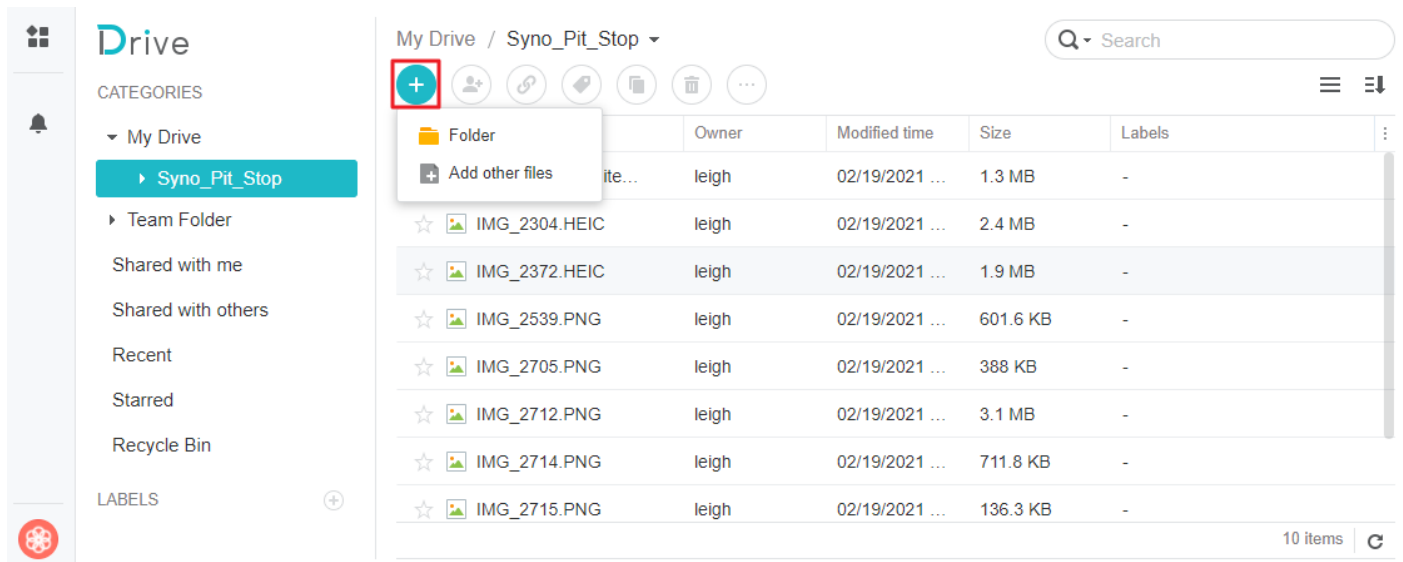 Drive
CATEGORIES
My Drive
Syno_Pit_Stop
Team Folder
Shared with me
Shared with others
Recent
Starred
Recycle Bin
LABELS
My Drive / Syno_Pit_Stop
Search
Folder
Add other files
Owner Modified time Size Labels
ite... leigh 02/19/2021 ... 1.3 MB -
IMG_2304.HEIC leigh 02/19/2021 ... 2.4 MB -
IMG_2372.HEIC leigh 02/19/2021 ... 1.9 MB -
IMG_2539.PNG leigh 02/19/2021 ... 601.6 KB -
IMG_2705.PNG leigh 02/19/2021 ... 388 KB -
IMG_2712.PNG leigh 02/19/2021 ... 3.1 MB -
IMG_2714.PNG leigh 02/19/2021 ... 711.8 KB -
IMG_2715.PNG leigh 02/19/2021 ... 136.3 KB -
10 items